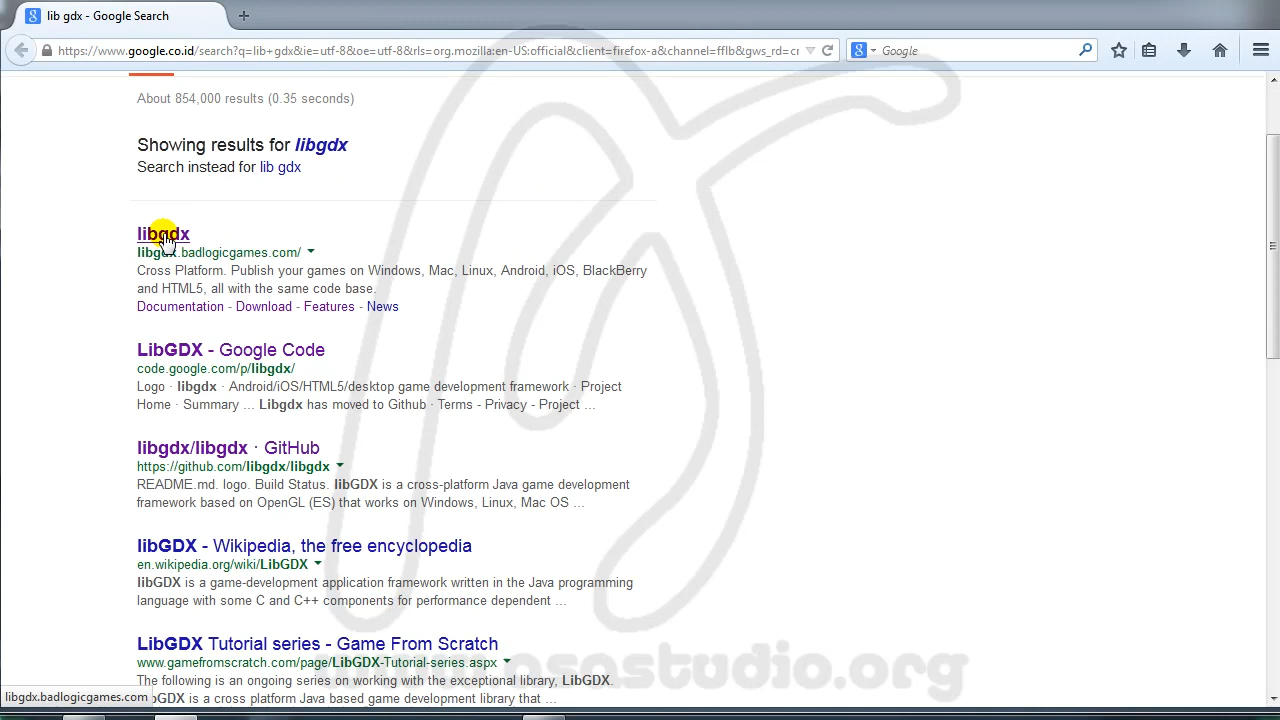 lib gdx - Google Search
https://www.google.co.id/search?q=lib+gdx&ie=utf-8&oe=utf-8&rls=org.mozilla:en-US:official&client=firefox-a&channel=fflb&gws_rd=cr
Google
About 854,000 results (0.35 seconds)
Showing results for libgdx
Search instead for lib gdx
libgdx
libgdx.badlogicgames.com/
Cross Platform. Publish your games on Windows, Mac, Linux, Android, iOS, BlackBerry
and HTML5, all with the same code base.
Documentation - Download - Features - News
LibGDX - Google Code
code.google.com/p/libgdx/
Logo · libgdx · Android/iOS/HTML5/desktop game development framework · Project
Home · Summary ... Libgdx has moved to Github · Terms - Privacy - Project ...
libgdx/libgdx · GitHub
https://github.com/libgdx/libgdx
README.md. logo. Build Status. libGDX is a cross-platform Java game development
framework based on OpenGL (ES) that works on Windows, Linux, Mac OS ...
libGDX - Wikipedia, the free encyclopedia
en.wikipedia.org/wiki/LibGDX
libGDX is a game-development application framework written in the Java programming
language with some C and C++ components for performance dependent ...
LibGDX Tutorial series - Game From Scratch
www.gamefromscratch.com/page/LibGDX-Tutorial-series.aspx
The following is an ongoing series on working with the exceptional library, LibGDX.
is a cross platform Java based game development library that ...
libgdx.badlogicgames.com